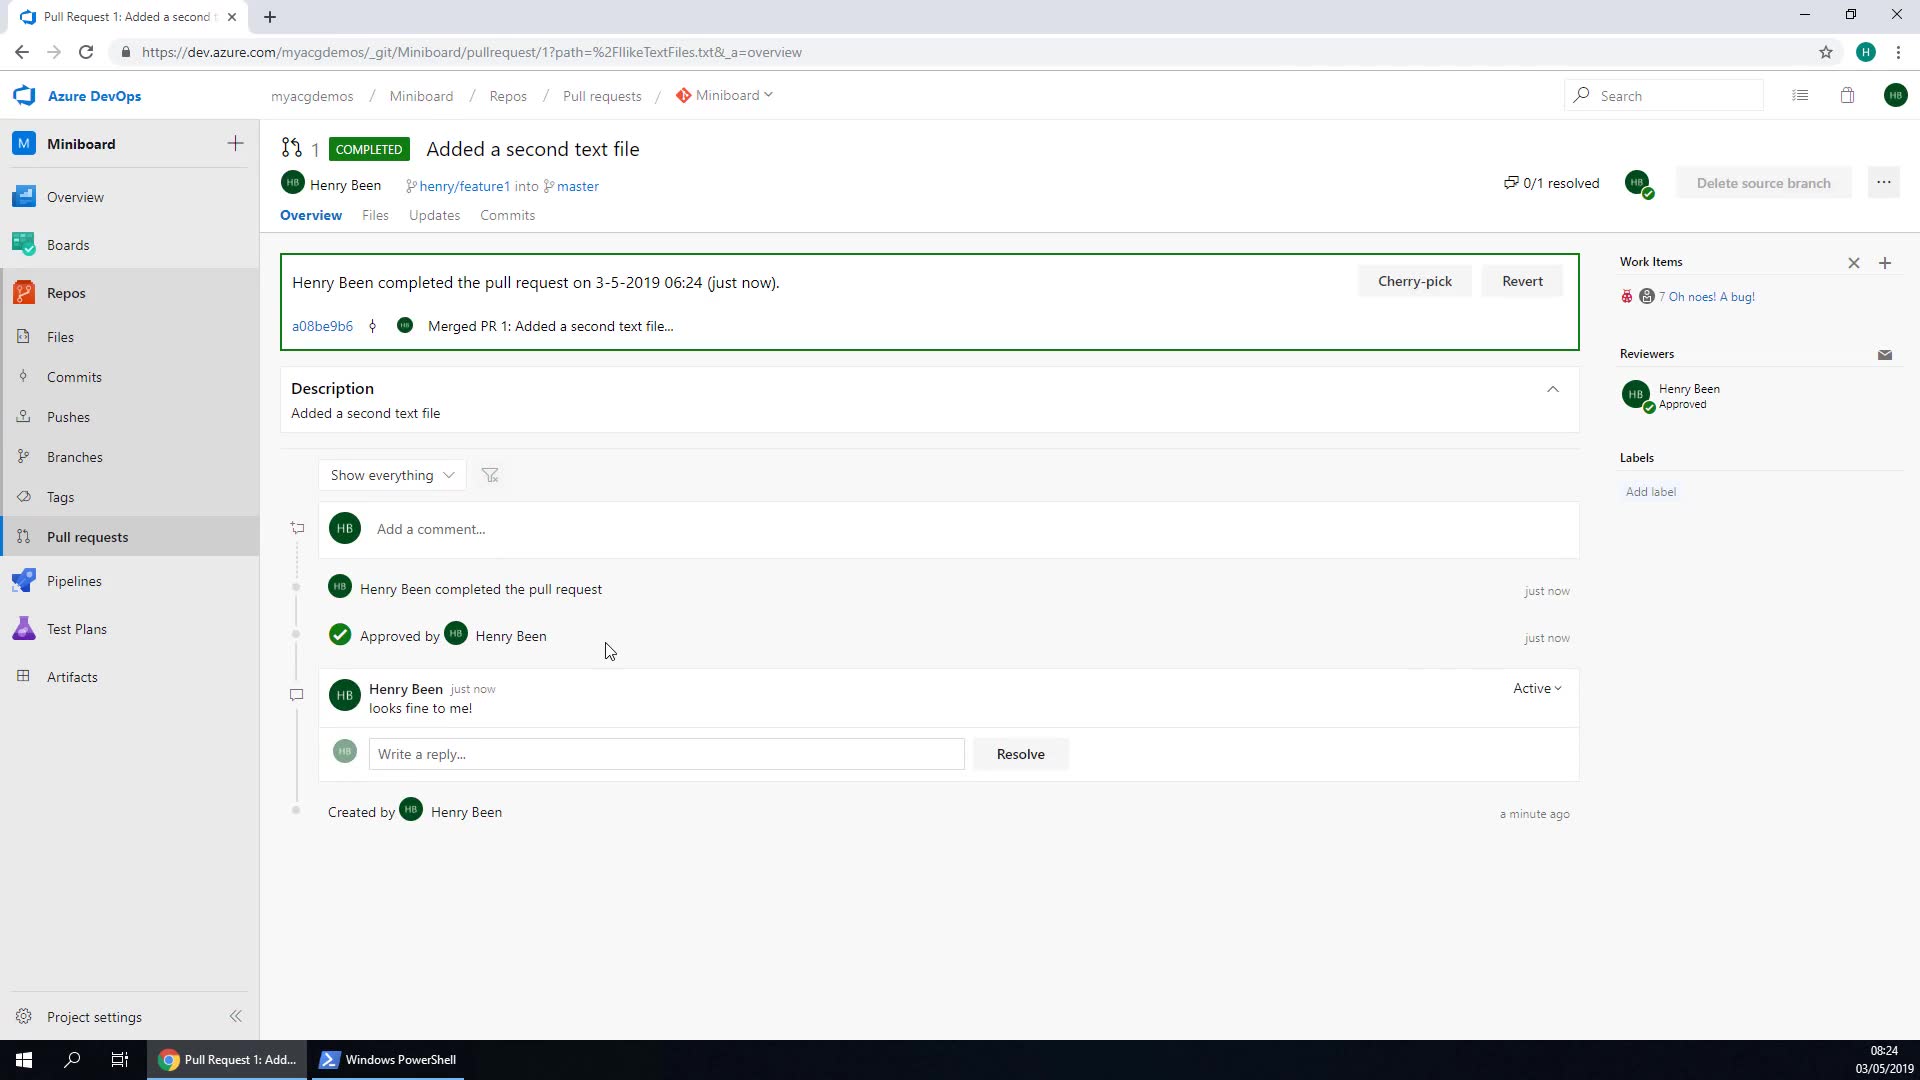 Pull Request 1: Added a second t
https://dev.azure.com/myacgdemos/_git/Miniboard/pullrequest/1?path=%2FIlikeTextFiles.txt&_a=overview
H
Azure DevOps
myacgdemos / Miniboard / Repos / Pull requests / Miniboard
Search
HB
M Miniboard
Overview
Boards
Repos
Files
Commits
Pushes
Branches
Tags
Pull requests
Pipelines
Test Plans
Artifacts
Project settings
1 COMPLETED Added a second text file
HB Henry Been henry/feature1 into master
0/1 resolved HB Delete source branch ...
Overview Files Updates Commits
Henry Been completed the pull request on 3-5-2019 06:24 (just now).
Cherry-pick Revert
a08be9b6 HB Merged PR 1: Added a second text file...
Description
Added a second text file
Show everything
HB Add a comment...
HB Henry Been completed the pull request just now
Approved by HB Henry Been just now
HB Henry Been just now Active
looks fine to me!
HB Write a reply... Resolve
Created by HB Henry Been a minute ago
Work Items
7 Oh noes! A bug!
Reviewers
HB Henry Been
Approved
Labels
Add label
Pull Request 1: Add... Windows PowerShell
08:24
03/05/2019